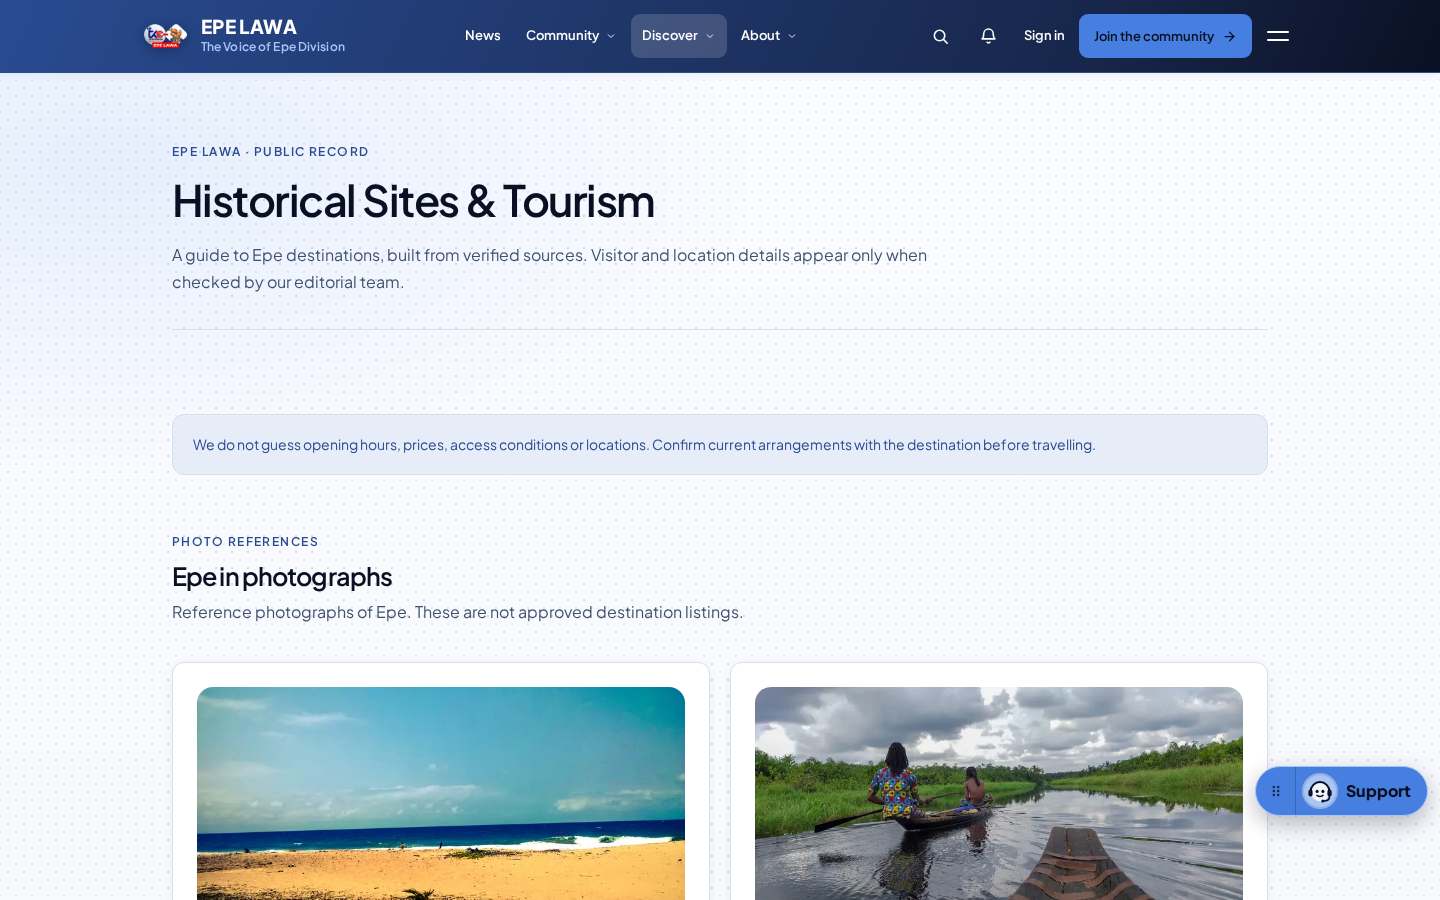 EPE LAWA
EPE LAWA
The Voice of Epe Division
News
Community
Discover
About
Sign in
Join the community
EPE LAWA · PUBLIC RECORD
Historical Sites & Tourism
A guide to Epe destinations, built from verified sources. Visitor and location details appear only when
checked by our editorial team.
We do not guess opening hours, prices, access conditions or locations. Confirm current arrangements with the destination before travelling.
PHOTO REFERENCES
Epe in photographs
Reference photographs of Epe. These are not approved destination listings.
Support